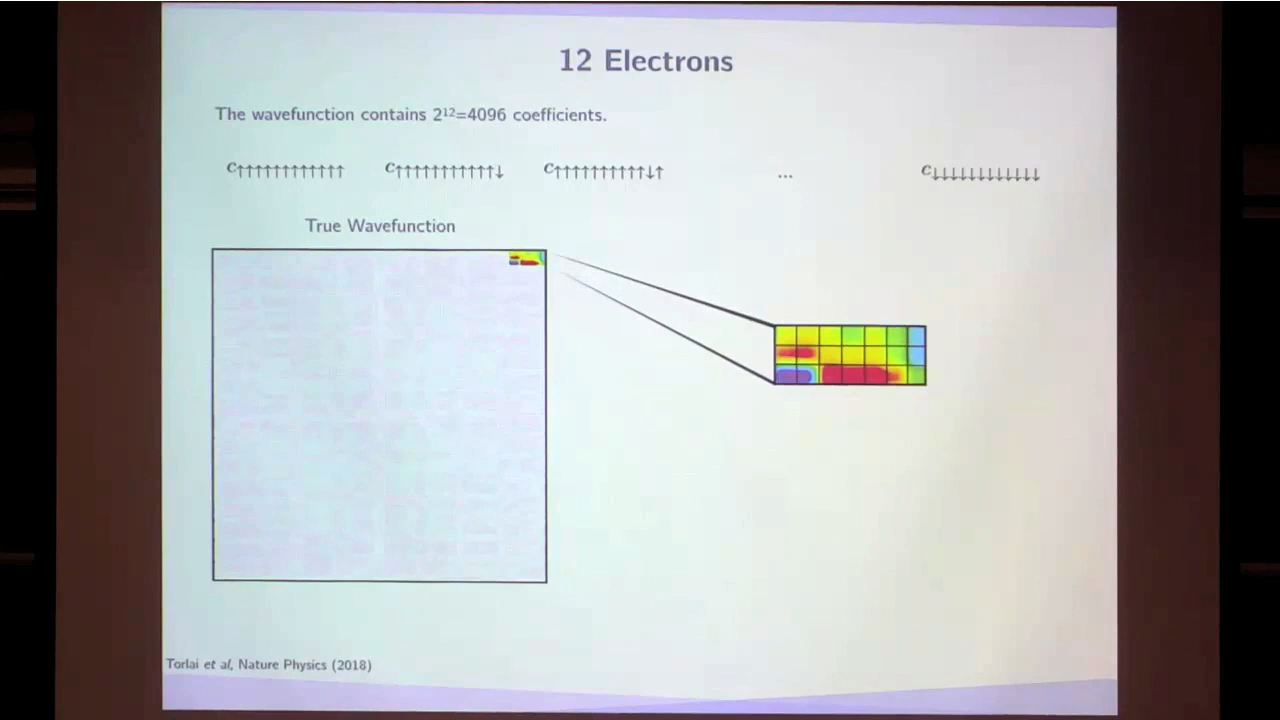 12 Electrons
The wavefunction contains 2¹²=4096 coefficients.
c↑↑↑↑↑↑↑↑↑↑↑↑ c↑↑↑↑↑↑↑↑↑↑↑↓ c↑↑↑↑↑↑↑↑↑↑↓↑ ... c↓↓↓↓↓↓↓↓↓↓↓↓
True Wavefunction
Torlai et al, Nature Physics (2018)